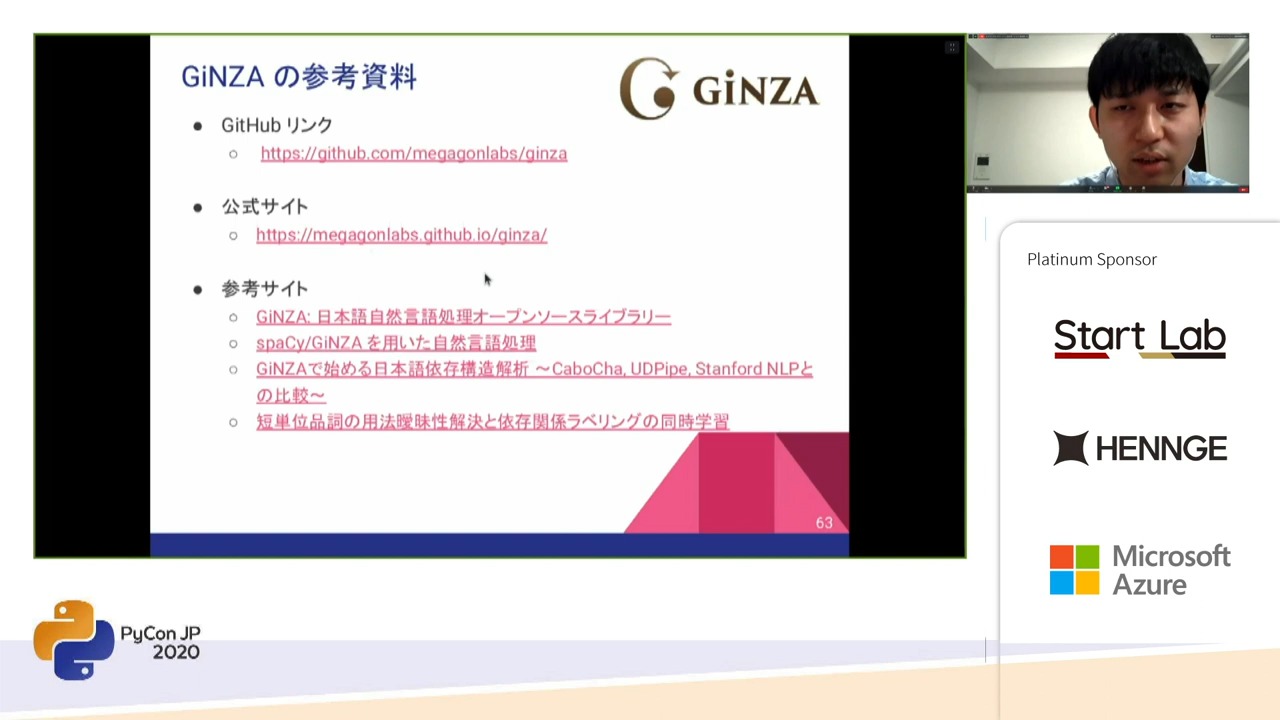 GiNZA の参考資料
GiNZA
● GitHub リンク
○ https://github.com/megagonlabs/ginza
● 公式サイト
○ https://megagonlabs.github.io/ginza/
● 参考サイト
○ GiNZA: 日本語自然言語処理オープンソースライブラリー
○ spaCy/GiNZA を用いた自然言語処理
○ GiNZAで始める日本語依存構造解析 〜CaboCha, UDPipe, Stanford NLPと
の比較〜
○ 短単位品詞の用法曖昧性解決と依存関係ラベリングの同時学習
63
Platinum Sponsor
Start Lab
HENNGE
Microsoft
Azure
PyCon JP
2020